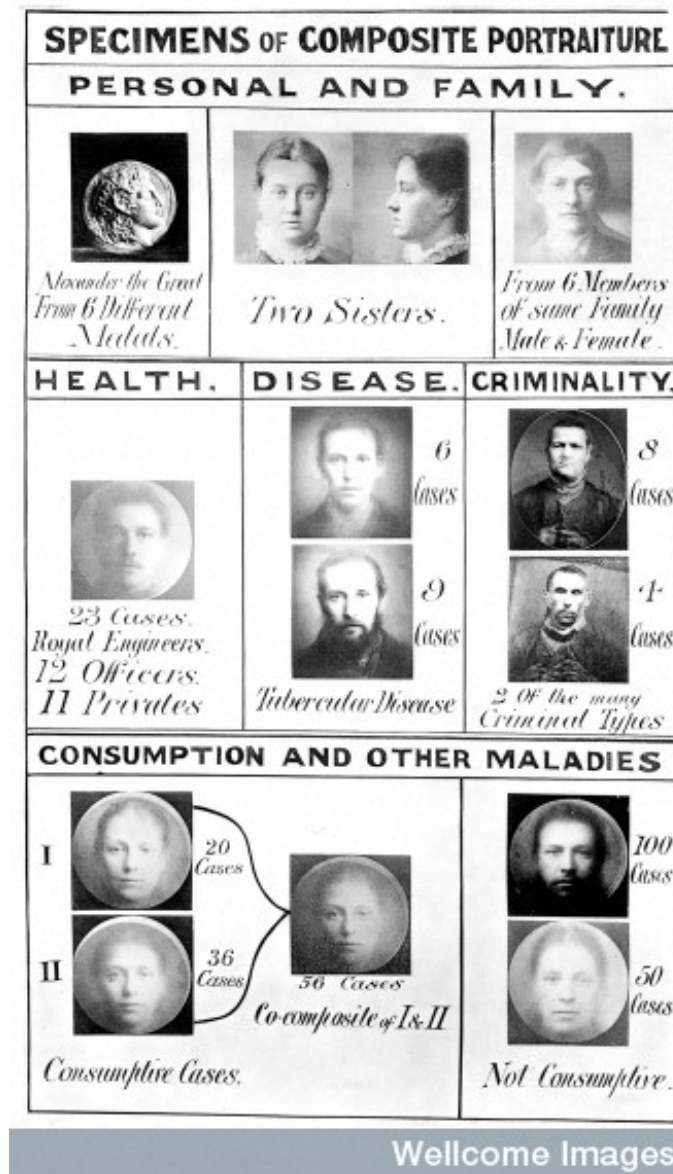 SPECIMENS OF COMPOSITE PORTRAITURE
PERSONAL AND FAMILY.
Alexander the Great
From 6 Different
Medals.
Two Sisters.
From 6 Members
of same Family
Male & Female.
HEALTH.
23 Cases.
Royal Engineers.
12 Officers.
11 Privates
DISEASE.
6
Cases
9
Cases
Tubercular Disease
CRIMINALITY.
8
Cases
4
Cases
2 Of the many
Criminal Types
CONSUMPTION AND OTHER MALADIES
I
20
Cases
II
36
Cases
56 Cases
Co-composite of I & II
Consumptive Cases.
100
Cases
50
Cases
Not Consumptive.
Wellcome Images